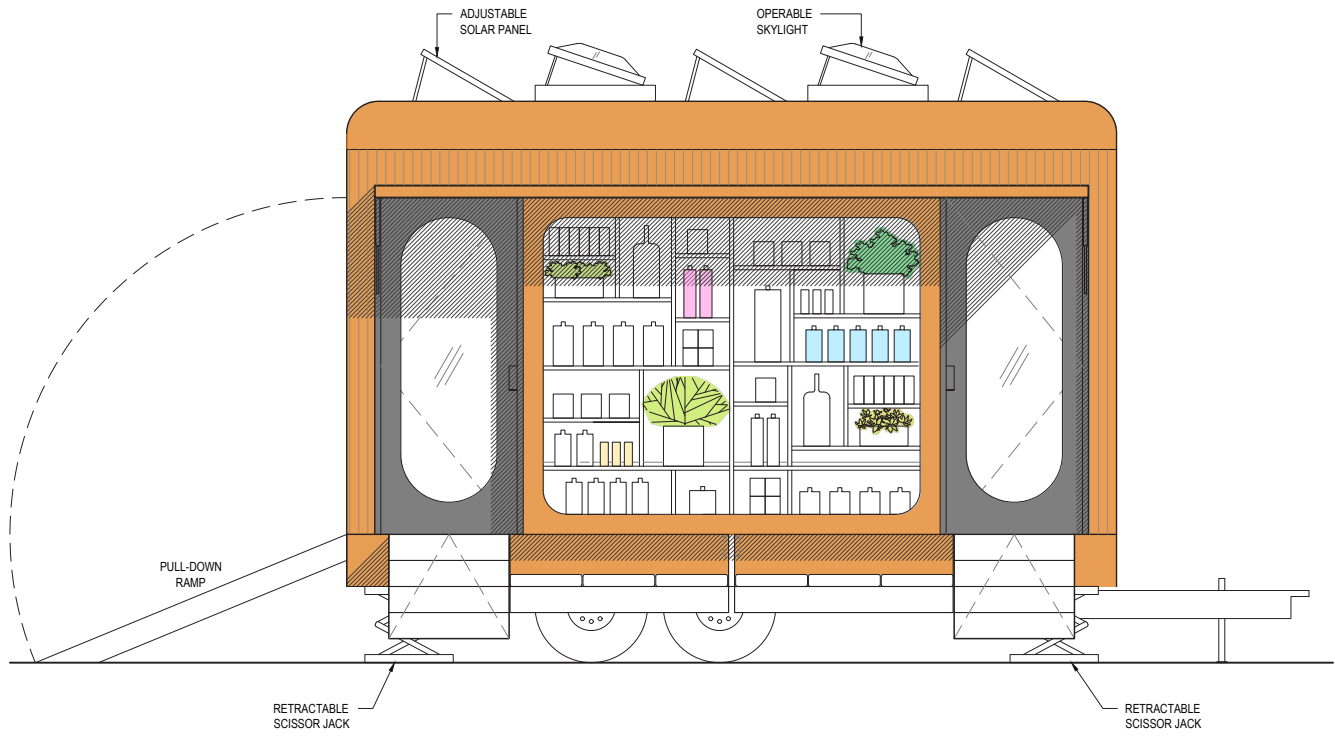 ADJUSTABLE
SOLAR PANEL
OPERABLE
SKYLIGHT
PULL-DOWN
RAMP
RETRACTABLE
SCISSOR JACK
RETRACTABLE
SCISSOR JACK